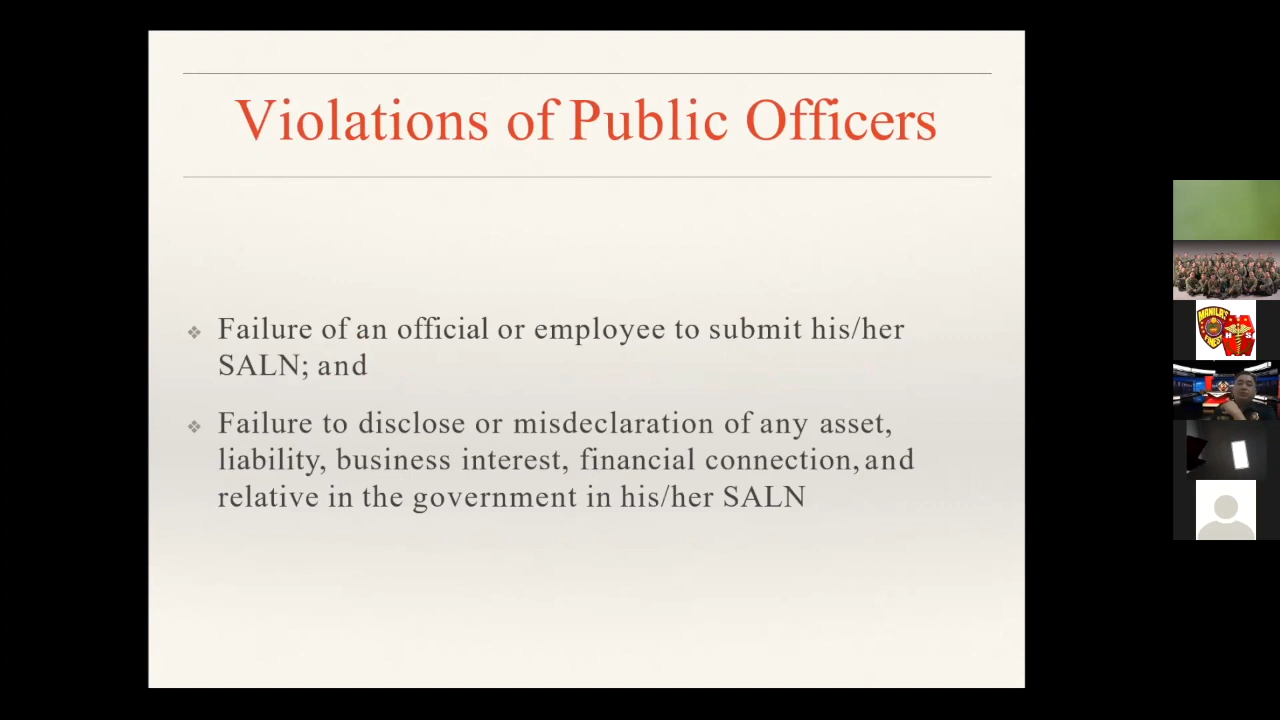 Violations of Public Officers
❖ Failure of an official or employee to submit his/her
SALN; and
❖ Failure to disclose or misdeclaration of any asset,
liability, business interest, financial connection, and
relative in the government in his/her SALN
MANILA'S
FINEST